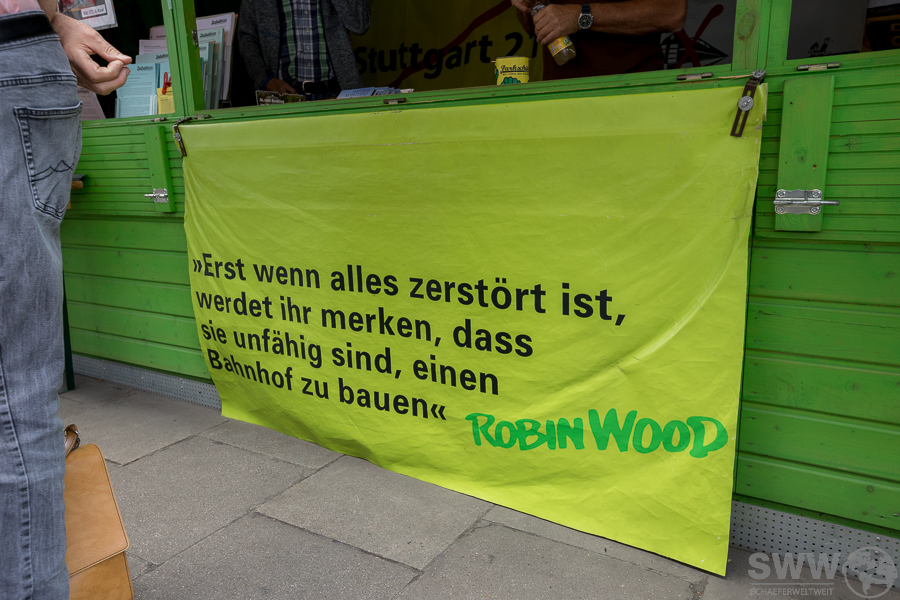 Stuttgart 21
Parkschü
»Erst wenn alles zerstört ist,
werdet ihr merken, dass
sie unfähig sind, einen
Bahnhof zu bauen«
ROBIN WOOD
SWW
SCHAEFERWELTWEIT